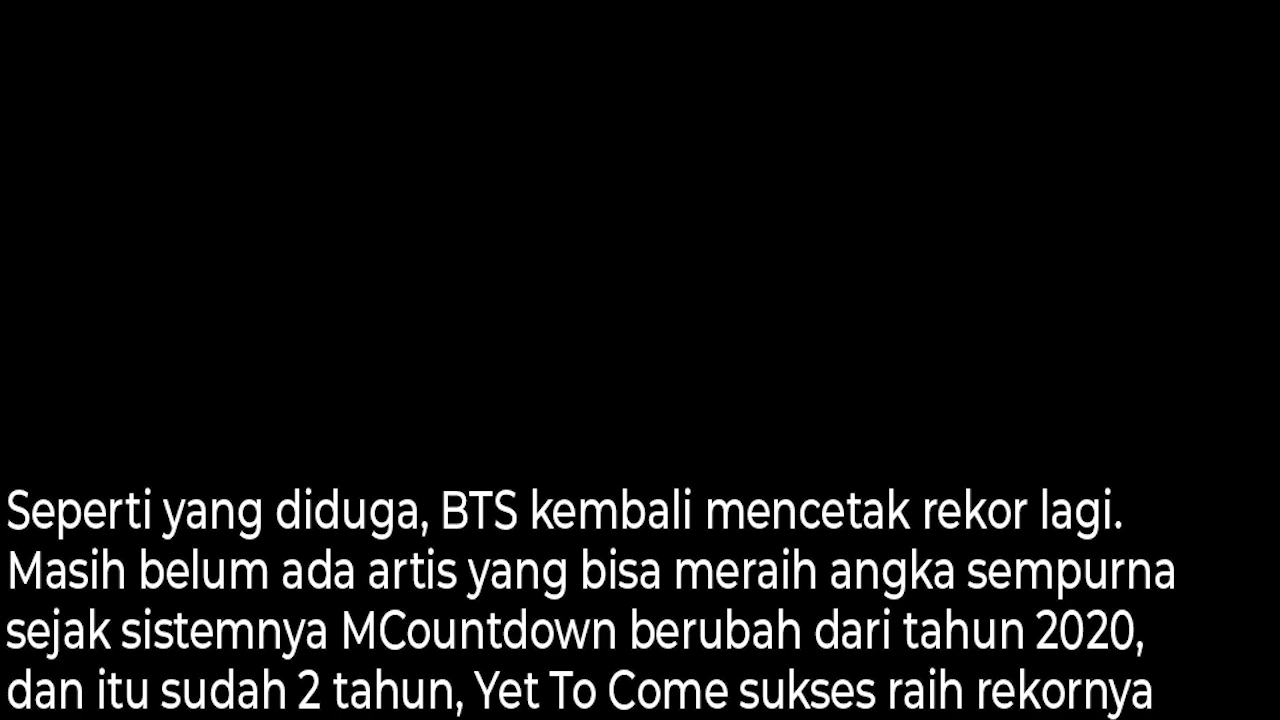 Seperti yang diduga, BTS kembali mencetak rekor lagi.
Masih belum ada artis yang bisa meraih angka sempurna
sejak sistemnya MCountdown berubah dari tahun 2020,
dan itu sudah 2 tahun, Yet To Come sukses raih rekornya